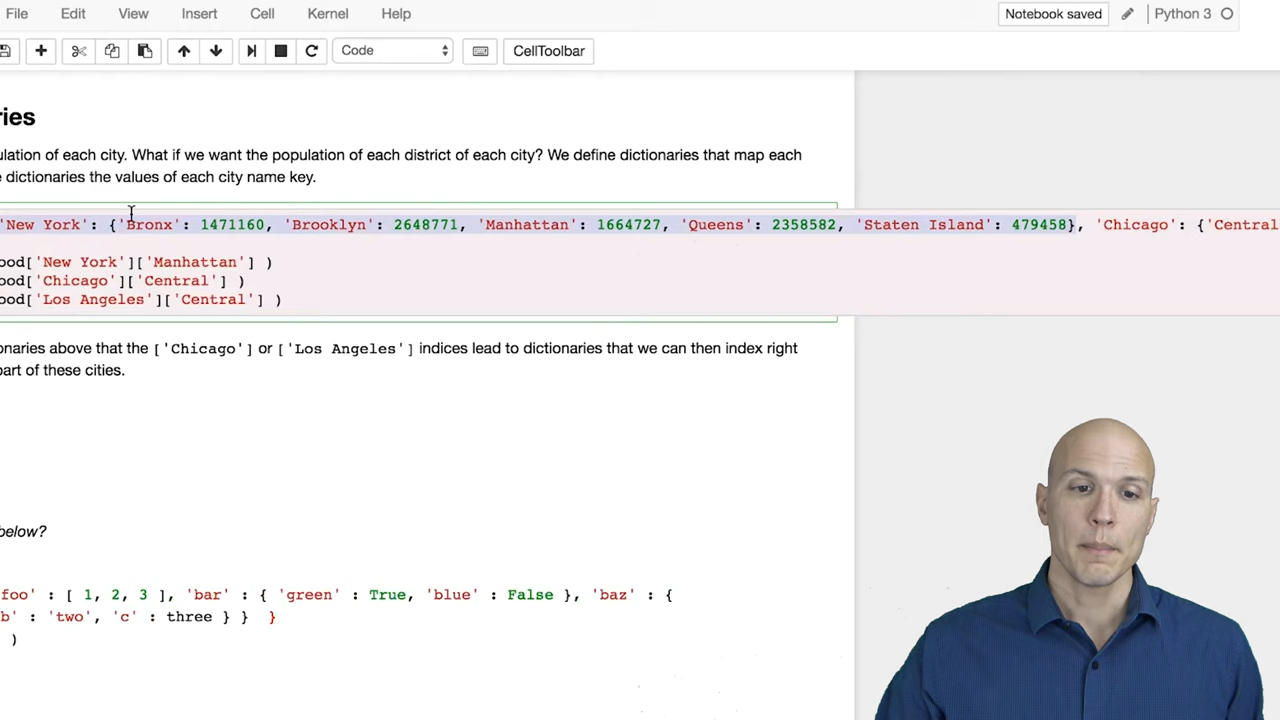 File Edit View Insert Cell Kernel Help Notebook saved Python 3
Code CellToolbar
ries
ulation of each city. What if we want the population of each district of each city? We define dictionaries that map each
e dictionaries the values of each city name key.
'New York': {'Bronx': 1471160, 'Brooklyn': 2648771, 'Manhattan': 1664727, 'Queens': 2358582, 'Staten Island': 479458}, 'Chicago': {'Central
ood['New York']['Manhattan'] )
ood['Chicago']['Central'] )
ood['Los Angeles']['Central'] )
onaries above that the ['Chicago'] or ['Los Angeles'] indices lead to dictionaries that we can then index right
part of these cities.
below?
foo' : [ 1, 2, 3 ], 'bar' : { 'green' : True, 'blue' : False }, 'baz' : {
b' : 'two', 'c' : three } } }
)